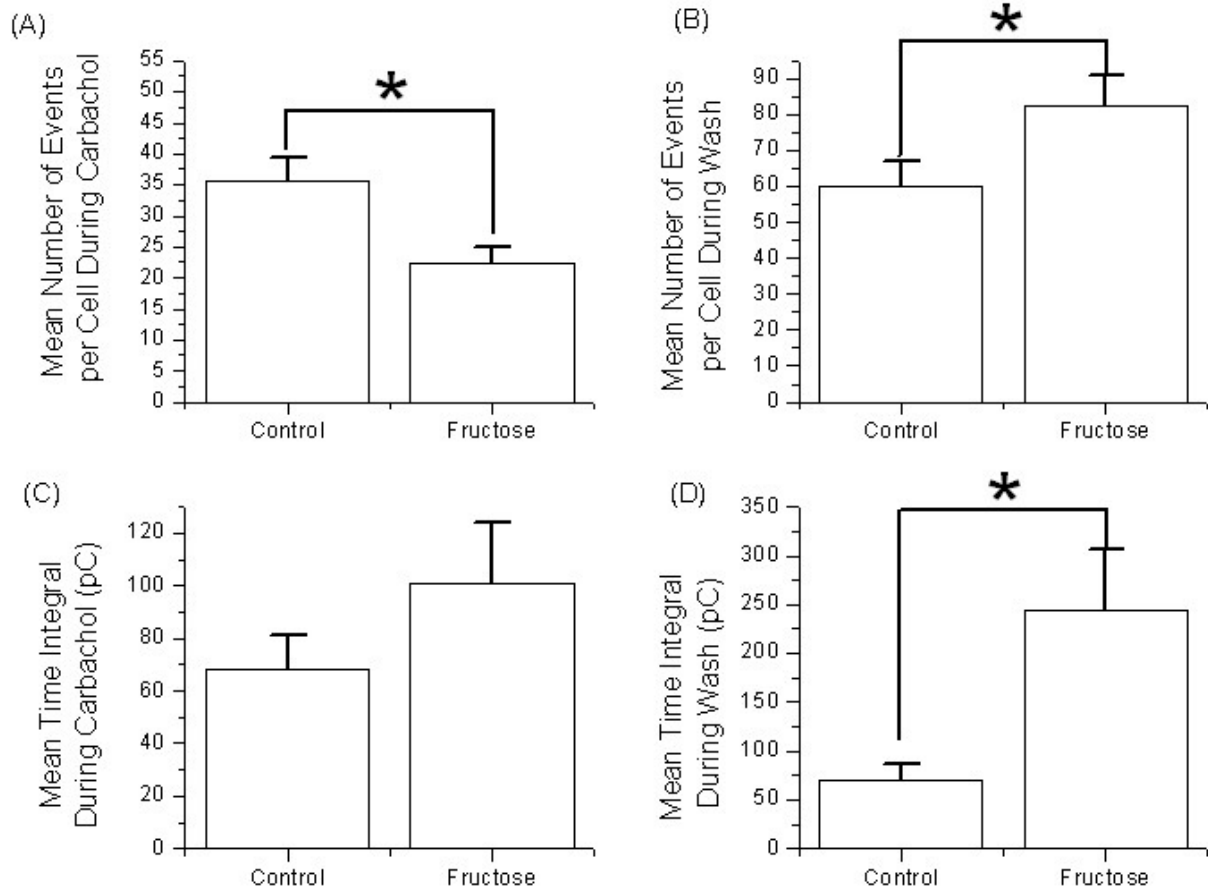 (A)
Mean Number of Events
per Cell During Carbachol
55
50
45
40
35
30
25
20
15
10
5
0
*
Control
Fructose
(B)
Mean Number of Events
per Cell During Wash
90
80
70
60
50
40
30
20
10
0
*
Control
Fructose
(C)
Mean Time Integral
During Carbachol (pC)
120
100
80
60
40
20
0
Control
Fructose
(D)
Mean Time Integral
During Wash (pC)
350
300
250
200
150
100
50
0
*
Control
Fructose